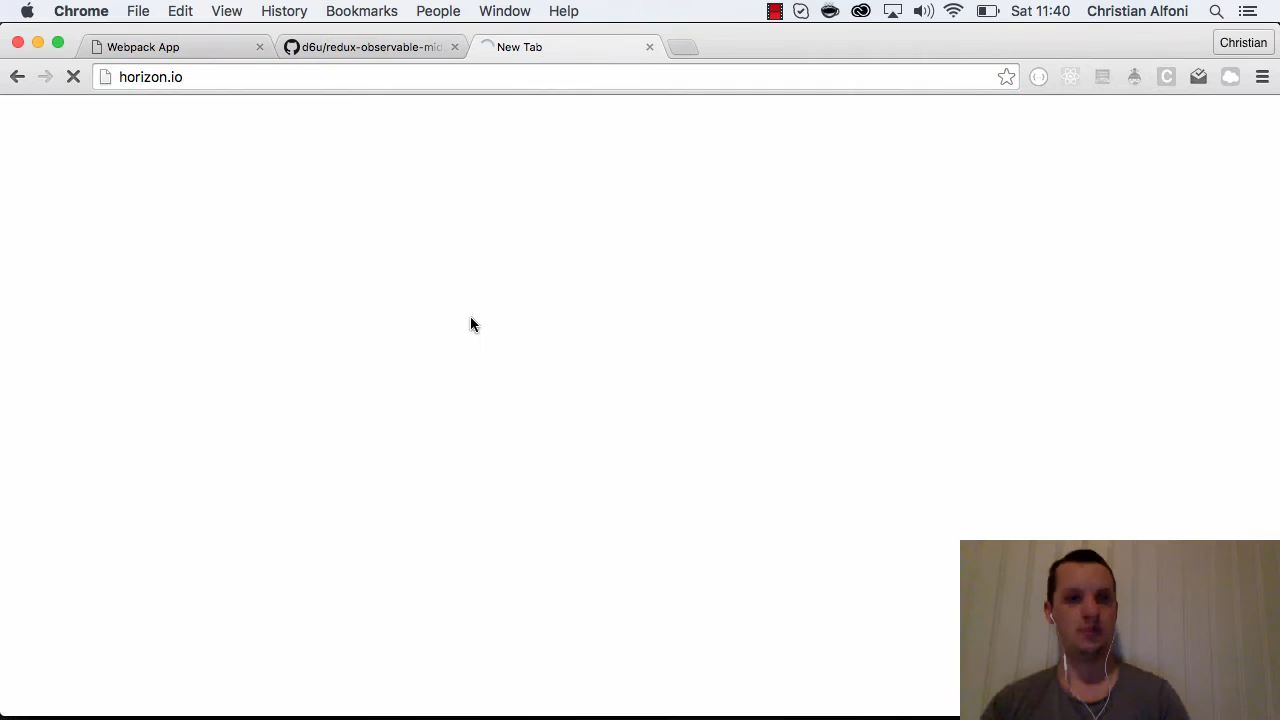 Chrome File Edit View History Bookmarks People Window Help Sat 11:40 Christian Alfoni
Webpack App d6u/redux-observable-mid New Tab Christian
horizon.io